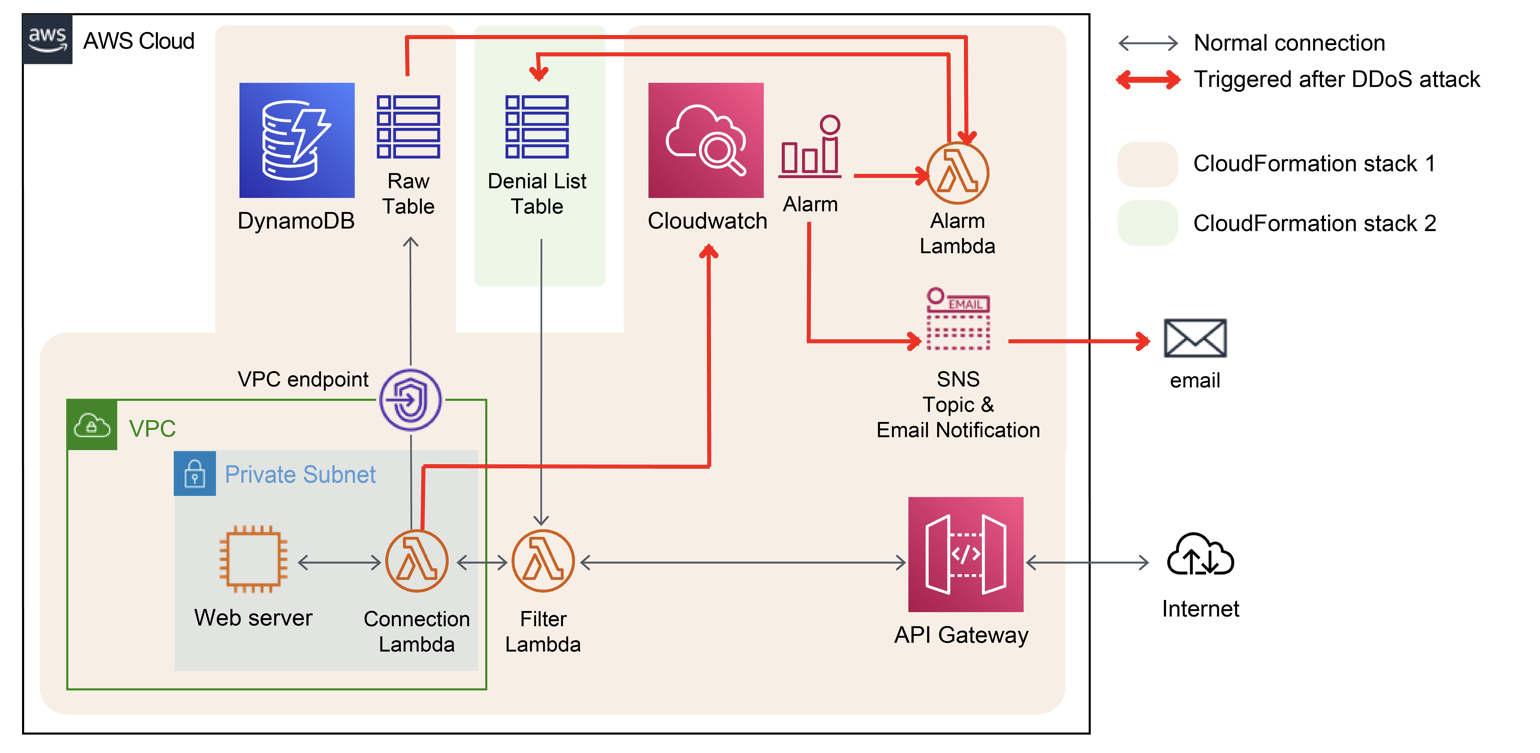 aws
AWS Cloud
Normal connection
Triggered after DDoS attack
CloudFormation stack 1
CloudFormation stack 2
DynamoDB
Raw
Table
Denial List
Table
Cloudwatch
Alarm
Alarm
Lambda
EMAIL
SNS
Topic &
Email Notification
email
VPC endpoint
VPC
Private Subnet
Web server
Connection
Lambda
Filter
Lambda
</>
API Gateway
Internet